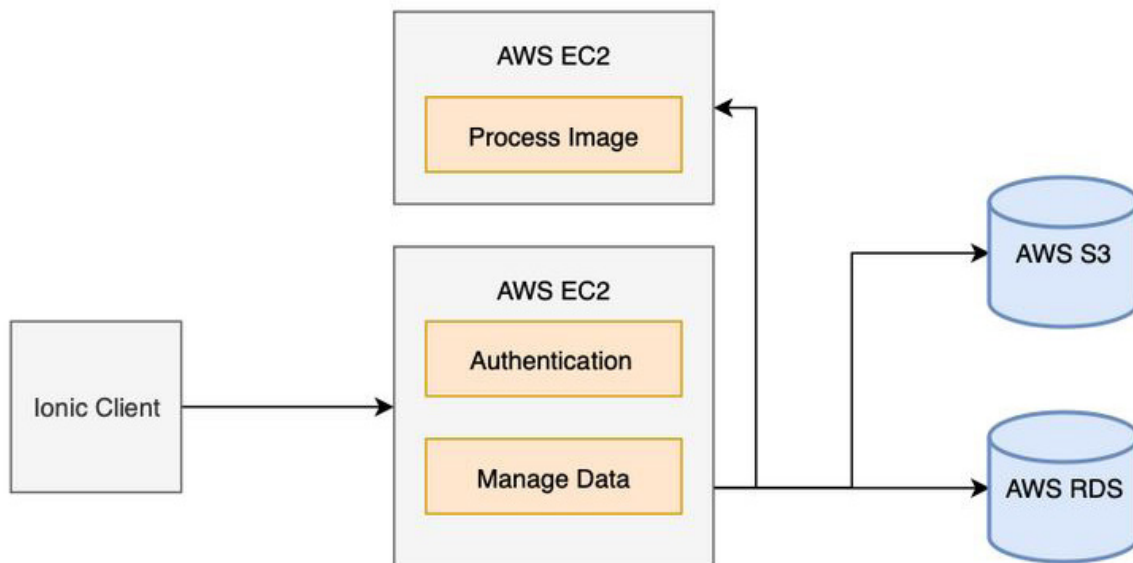 AWS EC2
Process Image
AWS EC2
Authentication
Manage Data
Ionic Client
AWS S3
AWS RDS